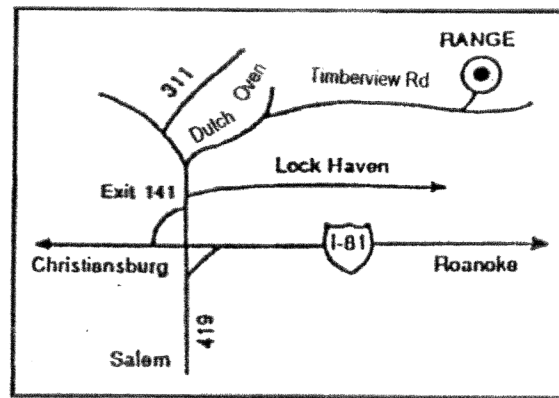 RANGE
311
Dutch Oven
Timberview Rd
Lock Haven
Exit 141
I-81
Christiansburg
Roanoke
419
Salem